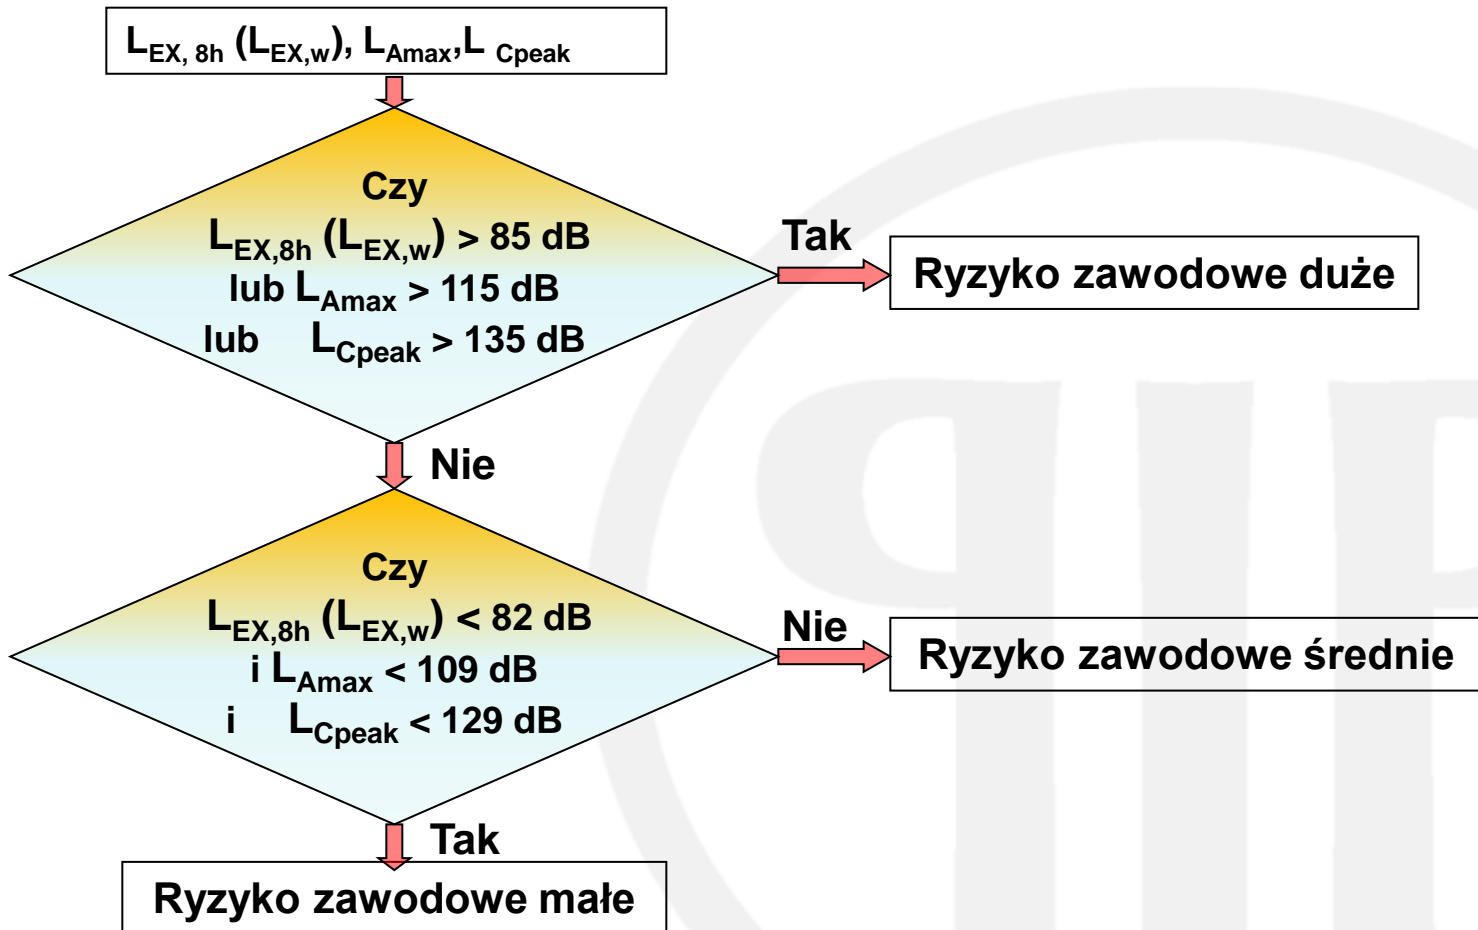 LEX, 8h (LEX,w), LAmax,L Cpeak
Czy
LEX,8h (LEX,w) > 85 dB
lub LAmax > 115 dB
lub LCpeak > 135 dB
Tak
Ryzyko zawodowe duże
Nie
Czy
LEX,8h (LEX,w) < 82 dB
i LAmax < 109 dB
i LCpeak < 129 dB
Nie
Ryzyko zawodowe średnie
Tak
Ryzyko zawodowe małe